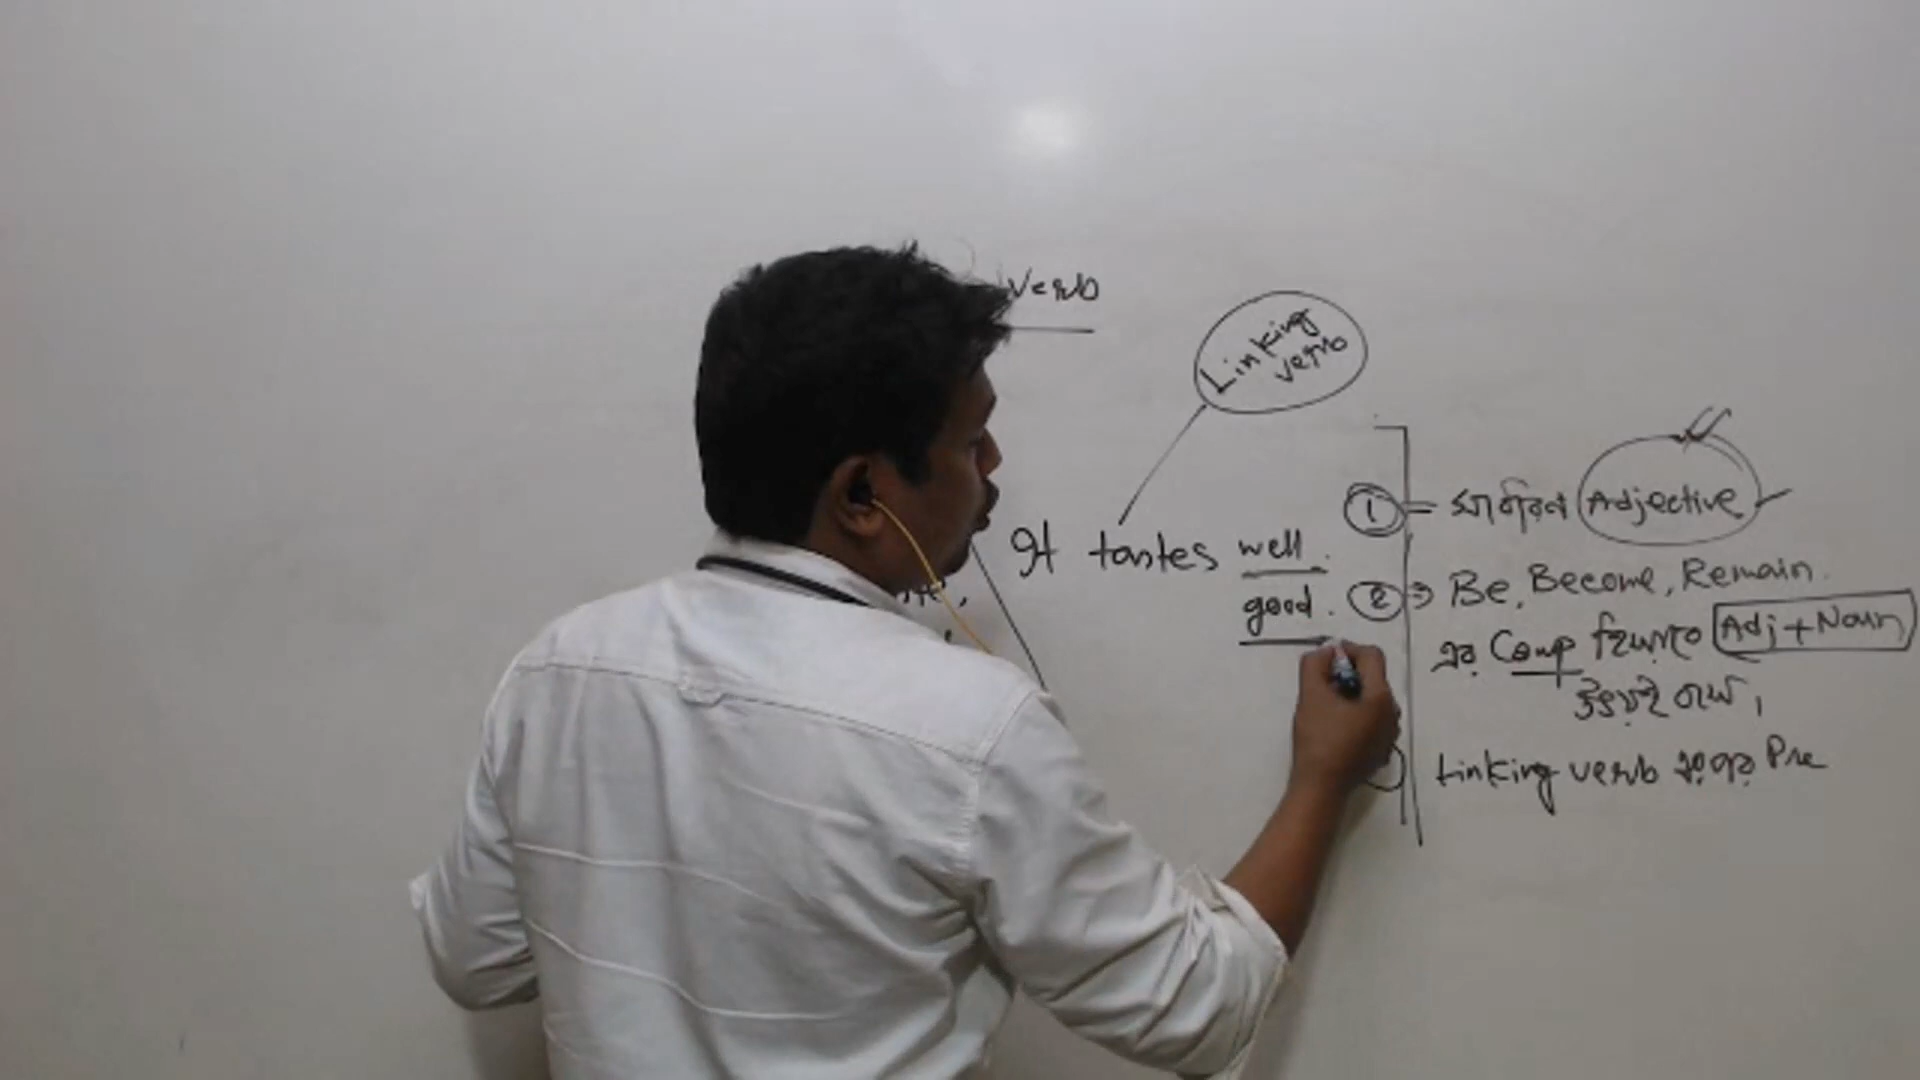 Verb
Linking
verb
① = সাধারণত Adjective
It tastes well.
good.
② ⇒ Be, Become, Remain.
এর Comp হিসেবে Adj + Noun
উভয়ই বসে।
Linking verb এর পর Pre